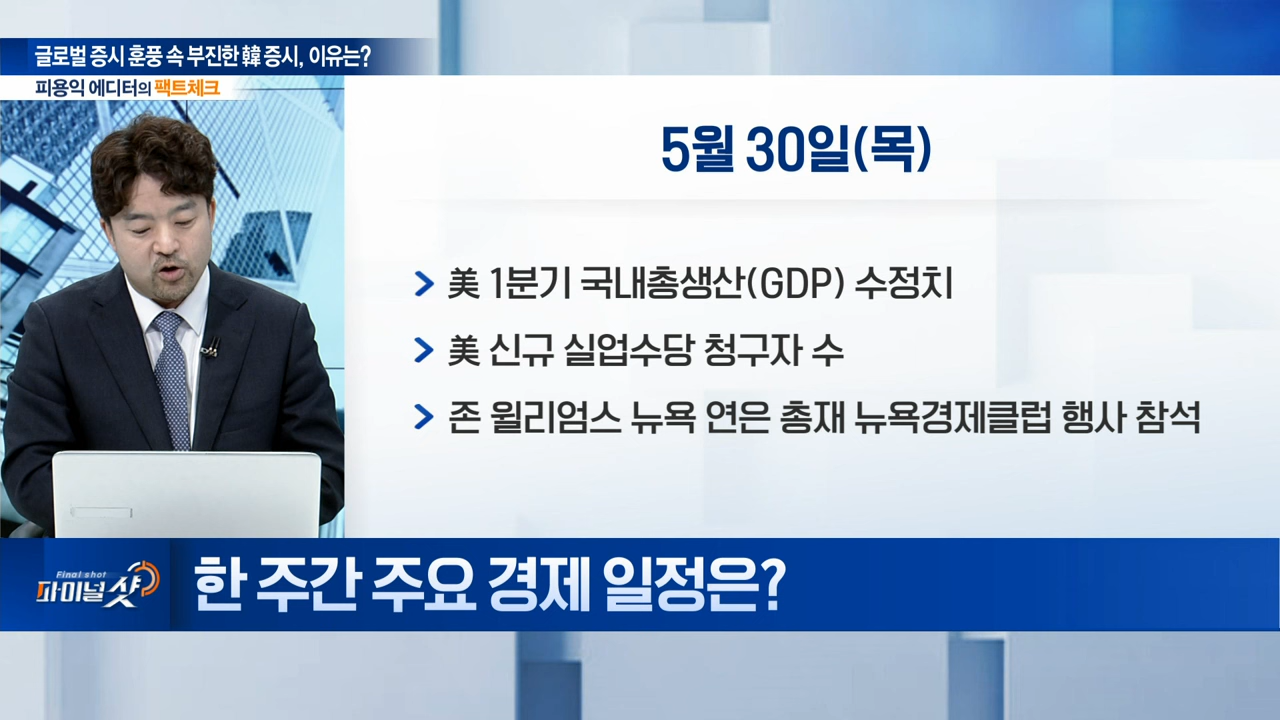 글로벌 증시 훈풍 속 부진한 韓 증시, 이유는?
피용익 에디터의 팩트체크
5월 30일(목)
美 1분기 국내총생산(GDP) 수정치
美 신규 실업수당 청구자 수
존 윌리엄스 뉴욕 연은 총재 뉴욕경제클럽 행사 참석
Final shot
파이널샷
한 주간 주요 경제 일정은?